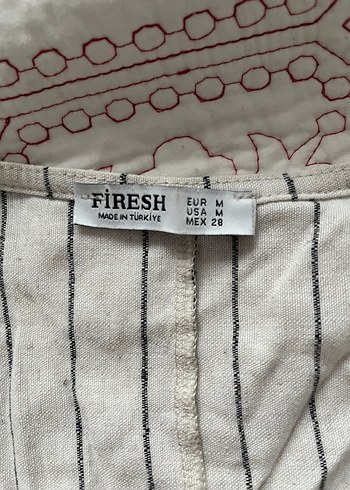 FİRESH
MADE IN TÜRKİYE
EUR M
USA M
MEX 28